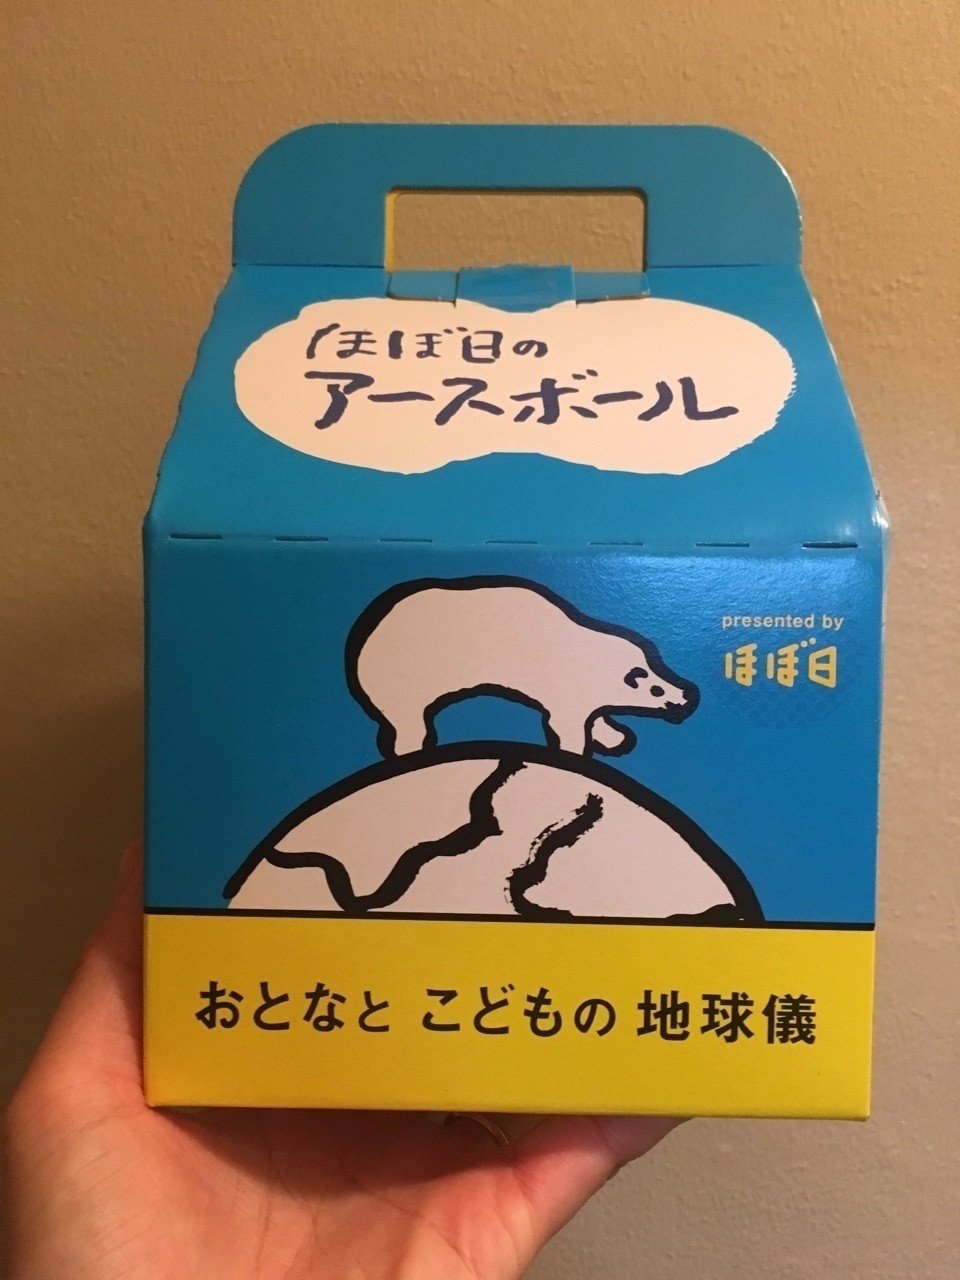 ほぼ日の
アースボール
presented by
ほぼ日
おとなと こどもの 地球儀